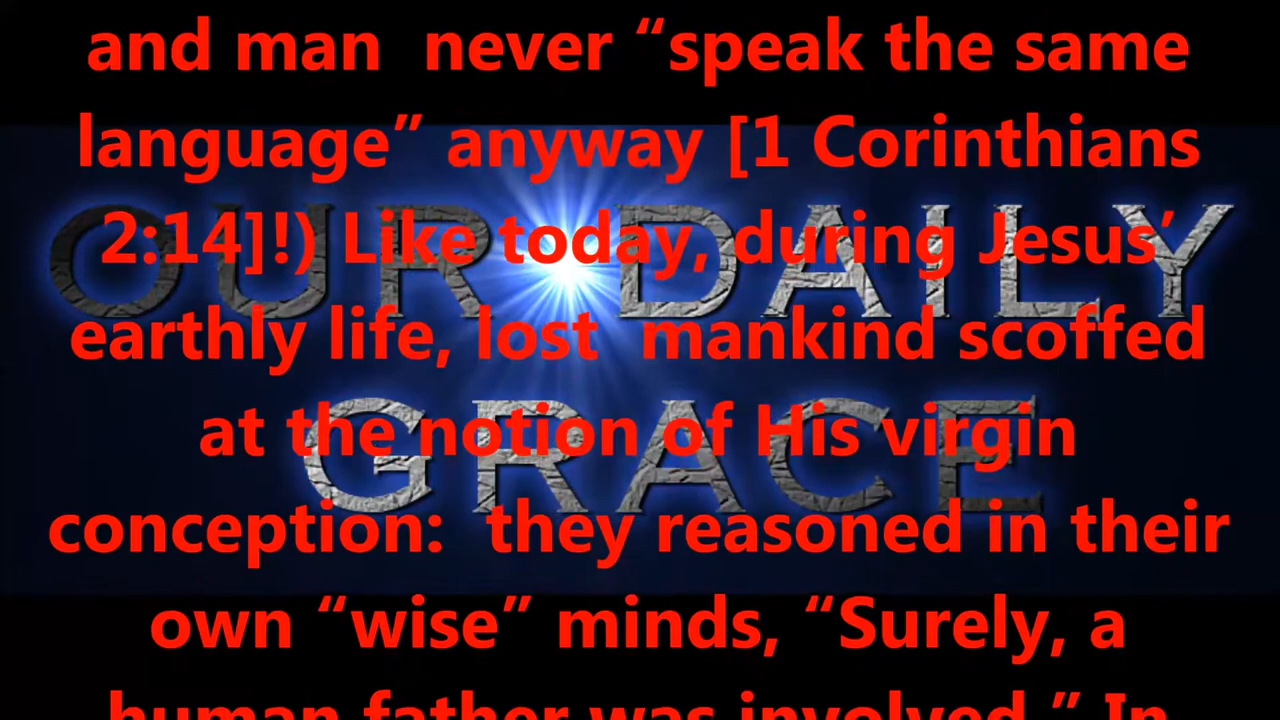 and man never “speak the same
language” anyway [1 Corinthians
2:14]!) Like today, during Jesus’
earthly life, lost mankind scoffed
at the notion of His virgin
conception: they reasoned in their
own “wise” minds, “Surely, a
human father was involved.” In
OUR DAILY
GRACE